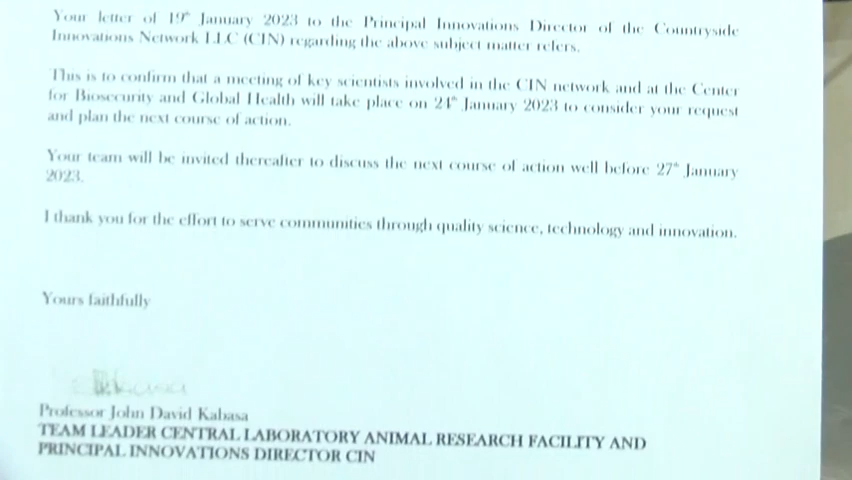 Your letter of 19th January 2023 to the Principal Innovations Director of the Countryside
Innovations Network LLC (CIN) regarding the above subject matter refers.
This is to confirm that a meeting of key scientists involved in the CIN network and at the Center
for Biosecurity and Global Health will take place on 24th January 2023 to consider your request
and plan the next course of action.
Your team will be invited thereafter to discuss the next course of action well before 27th January
2023.
I thank you for the effort to serve communities through quality science, technology and innovation.
Yours faithfully
Professor John David Kabasa
TEAM LEADER CENTRAL LABORATORY ANIMAL RESEARCH FACILITY AND
PRINCIPAL INNOVATIONS DIRECTOR CIN